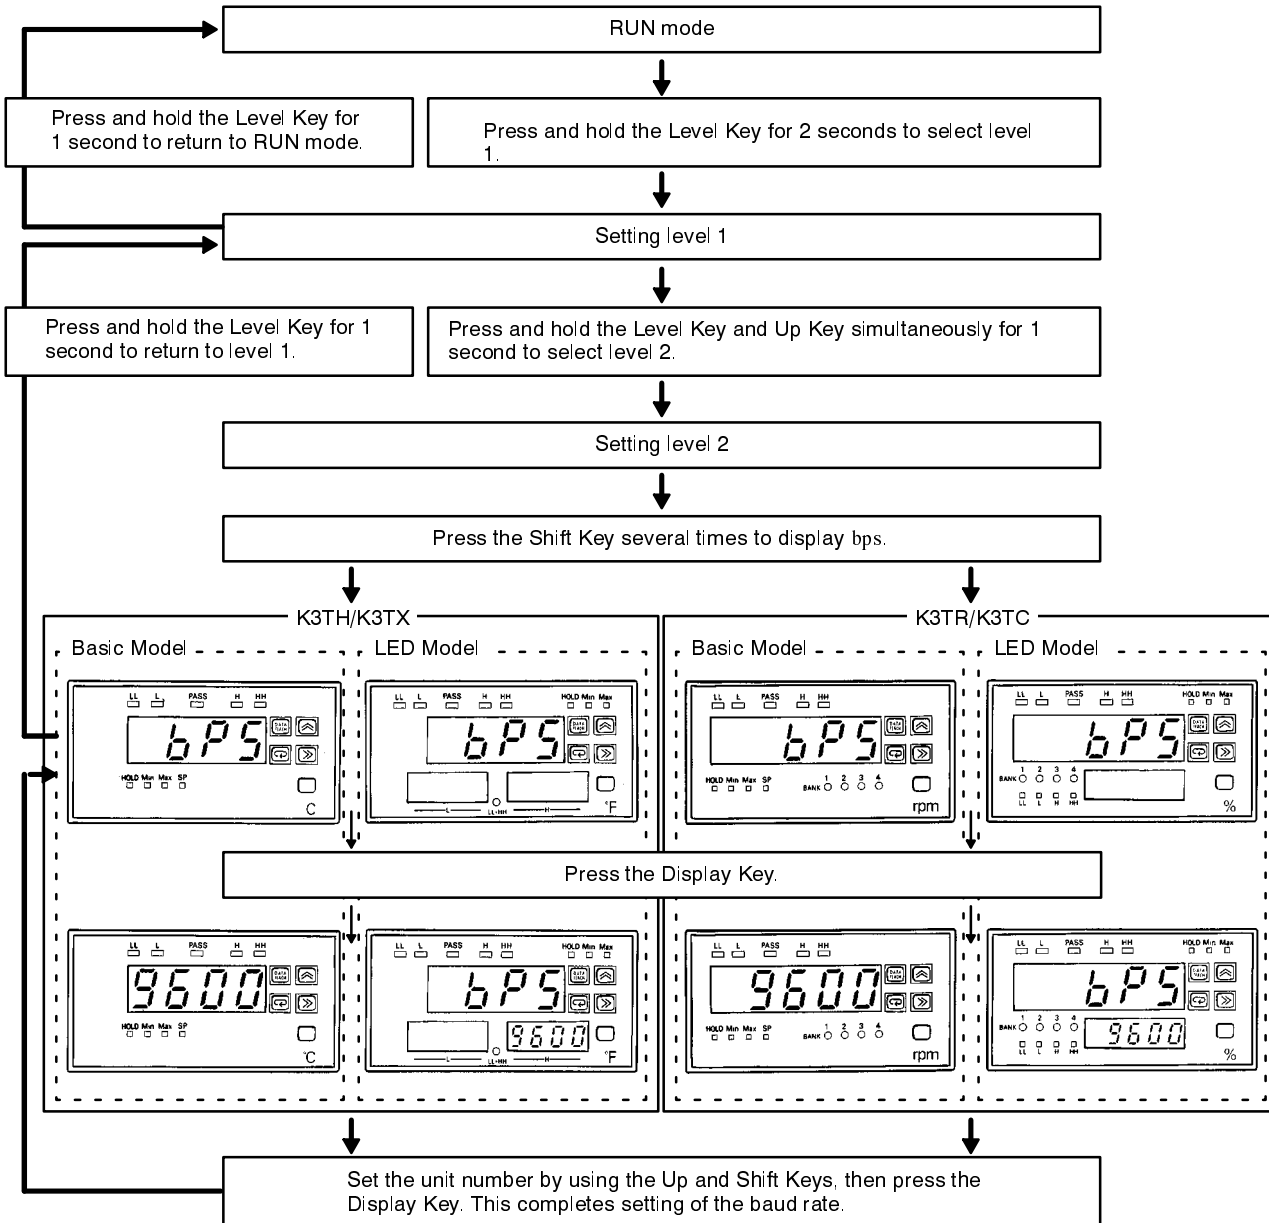 RUN mode
Press and hold the Level Key for
1 second to return to RUN mode.
Press and hold the Level Key for 2 seconds to select level
1.
Setting level 1
Press and hold the Level Key for 1
second to return to level 1.
Press and hold the Level Key and Up Key simultaneously for 1
second to select level 2.
Setting level 2
Press the Shift Key several times to display bps.
K3TH/K3TX
K3TR/K3TC
Basic Model
LED Model
Basic Model
LED Model
LL L PASS H HH
bPS
HOLD Min Max SP
C
LL L PASS H HH HOLD Min Max
bPS
L LL·HH H
°F
LL L PASS H HH
bPS
HOLD Min Max SP BANK 1 2 3 4
rpm
LL L PASS H HH HOLD Min Max
bPS
BANK 1 2 3 4
LL L H HH
%
Press the Display Key.
LL L PASS H HH
9600
HOLD Min Max SP
°C
LL L PASS H HH HOLD Min Max
bPS
9600
L LL·HH H
°F
LL L PASS H HH
9600
HOLD Min Max SP BANK 1 2 3 4
rpm
LL L PASS H HH HOLD Min Max
bPS
BANK 1 2 3 4
9600
LL L H HH
%
Set the unit number by using the Up and Shift Keys, then press the
Display Key. This completes setting of the baud rate.